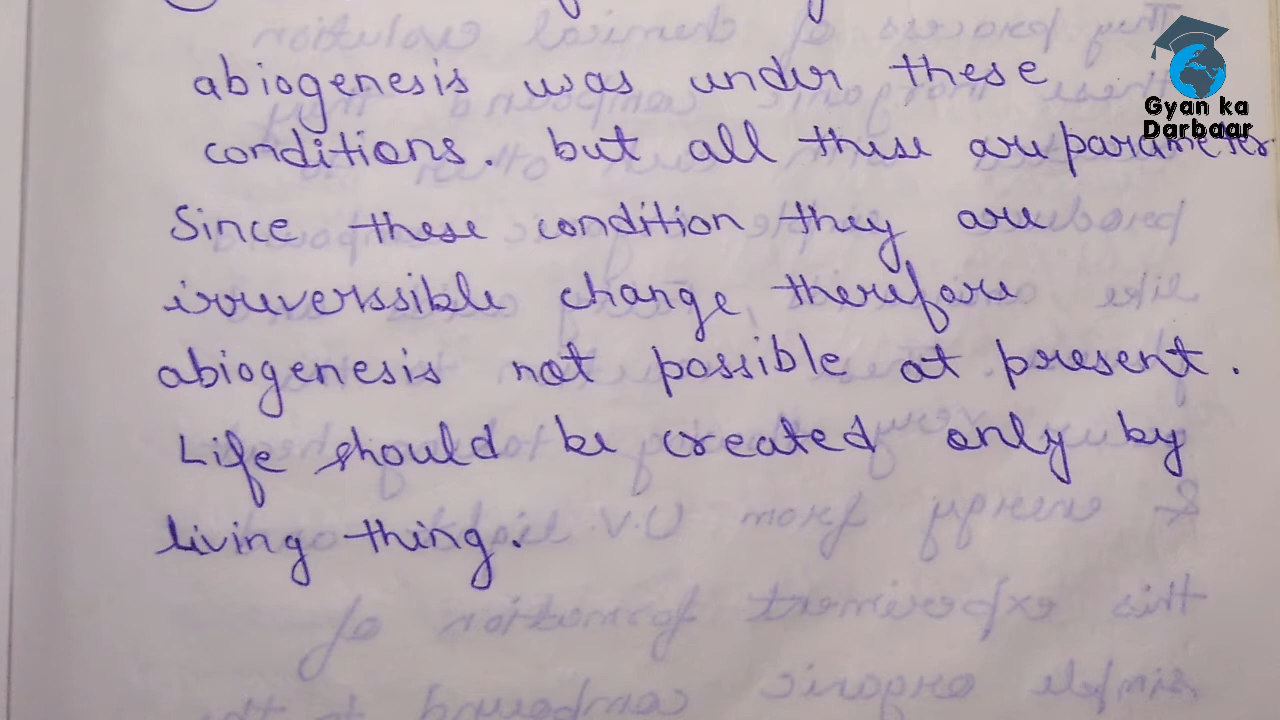 abiogenesis was under these
conditions. but all these are parameter
Since these condition they are
irreverssible change, therefore
abiogenesis not possible at present.
Life should be created only by
living thing.
Gyan ka
Darbaar